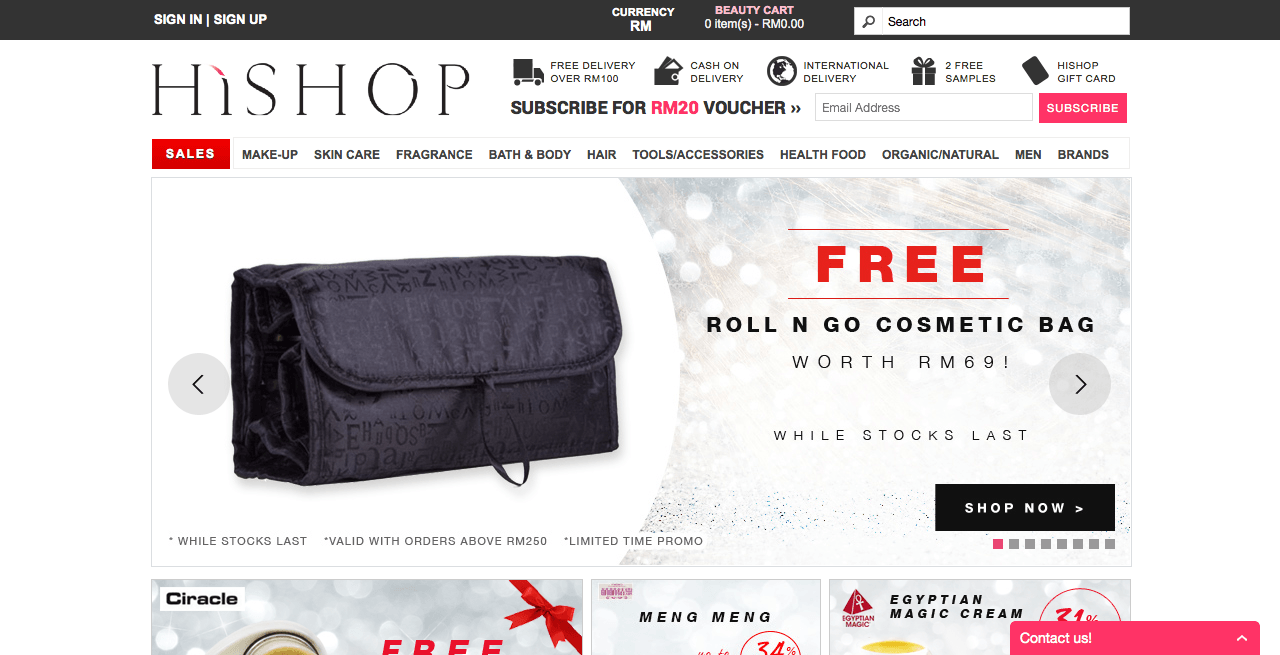 SIGN IN | SIGN UP
CURRENCY
RM
BEAUTY CART
0 item(s) - RM0.00
Search
HiSHOP
FREE DELIVERY
OVER RM100
CASH ON
DELIVERY
INTERNATIONAL
DELIVERY
2 FREE
SAMPLES
HISHOP
GIFT CARD
SUBSCRIBE FOR RM20 VOUCHER »
Email Address
SUBSCRIBE
SALES MAKE-UP SKIN CARE FRAGRANCE BATH & BODY HAIR TOOLS/ACCESSORIES HEALTH FOOD ORGANIC/NATURAL MEN BRANDS
FREE
ROLL N GO COSMETIC BAG
WORTH RM69!
WHILE STOCKS LAST
SHOP NOW >
* WHILE STOCKS LAST *VALID WITH ORDERS ABOVE RM250 *LIMITED TIME PROMO
Ciracle
FREE
MENG MENG
up to 34%
EGYPTIAN
MAGIC
EGYPTIAN
MAGIC CREAM
31%
Contact us!